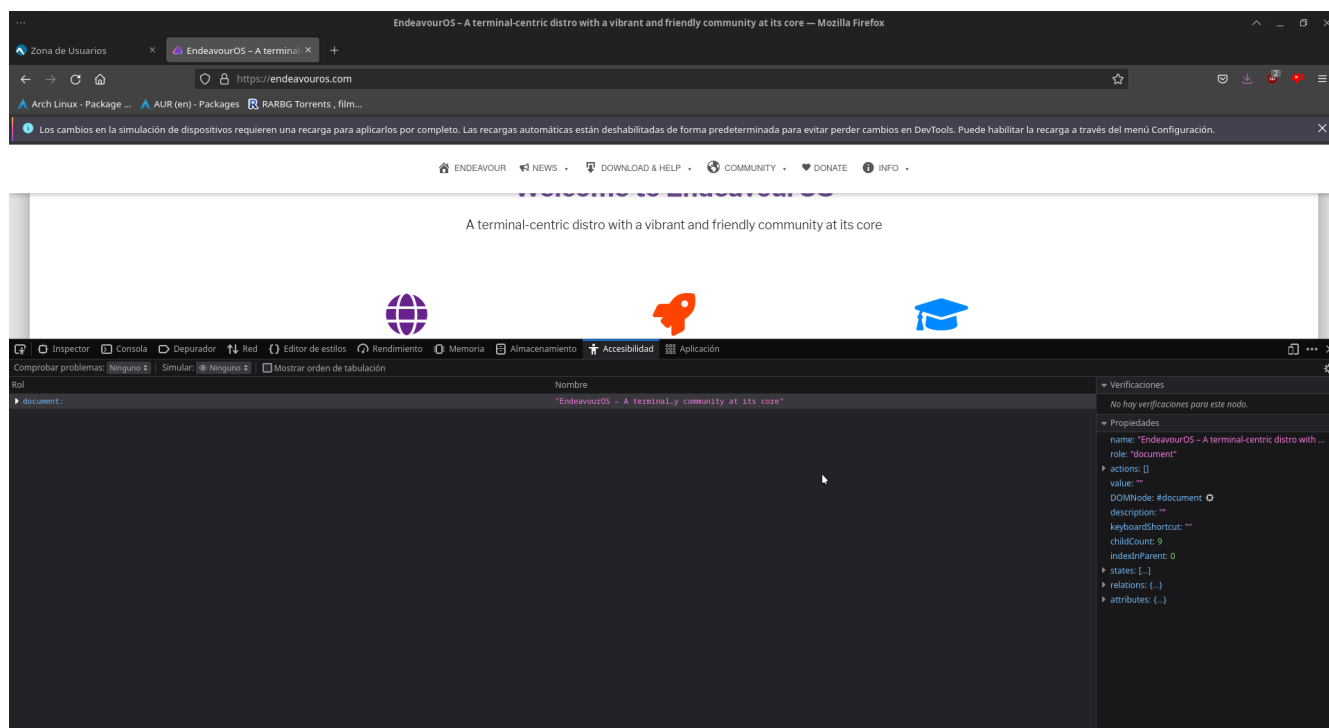 EndeavourOS – A terminal-centric distro with a vibrant and friendly community at its core — Mozilla Firefox
Zona de Usuarios
EndeavourOS – A terminal-
https://endeavouros.com
2
Arch Linux - Package ... AUR (en) - Packages RARBG Torrents , film...
Los cambios en la simulación de dispositivos requieren una recarga para aplicarlos por completo. Las recargas automáticas están deshabilitadas de forma predeterminada para evitar perder cambios en DevTools. Puede habilitar la recarga a través del menú Configuración.
ENDEAVOUR NEWS DOWNLOAD & HELP COMMUNITY DONATE INFO
Welcome to EndeavourOS
A terminal-centric distro with a vibrant and friendly community at its core
Inspector Consola Depurador Red Editor de estilos Rendimiento Memoria Almacenamiento Accesibilidad Aplicación
Comprobar problemas: Ninguno Simular: Ninguno Mostrar orden de tabulación
Rol Nombre
document: "EndeavourOS – A terminal…y community at its core"
Verificaciones
No hay verificaciones para este nodo.
Propiedades
name: "EndeavourOS – A terminal-centric distro with ...
role: "document"
actions: []
value: ""
DOMNode: #document
description: ""
keyboardShortcut: ""
childCount: 9
indexInParent: 0
states: […]
relations: {…}
attributes: {…}